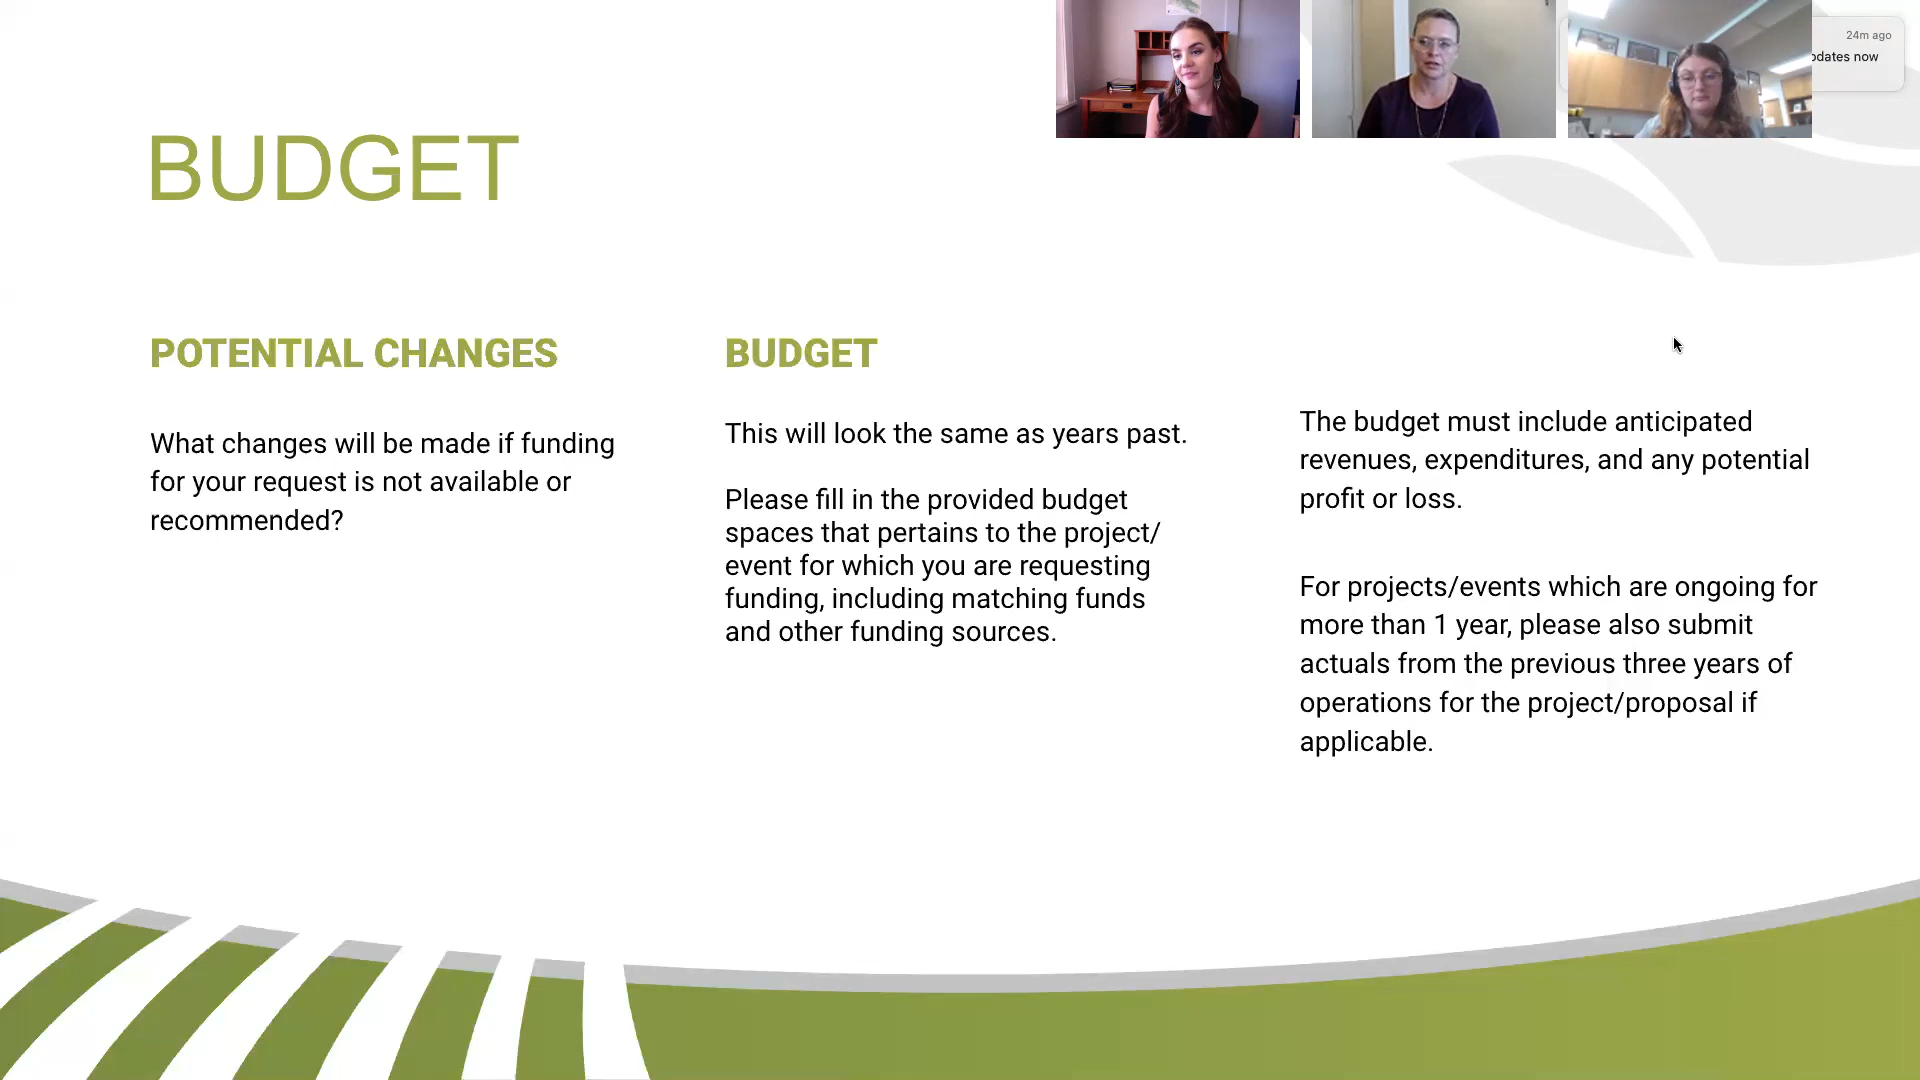 24m ago
BUDGET
POTENTIAL CHANGES
What changes will be made if funding
for your request is not available or
recommended?
BUDGET
This will look the same as years past.
Please fill in the provided budget
spaces that pertains to the project/
event for which you are requesting
funding, including matching funds
and other funding sources.
The budget must include anticipated
revenues, expenditures, and any potential
profit or loss.
For projects/events which are ongoing for
more than 1 year, please also submit
actuals from the previous three years of
operations for the project/proposal if
applicable.